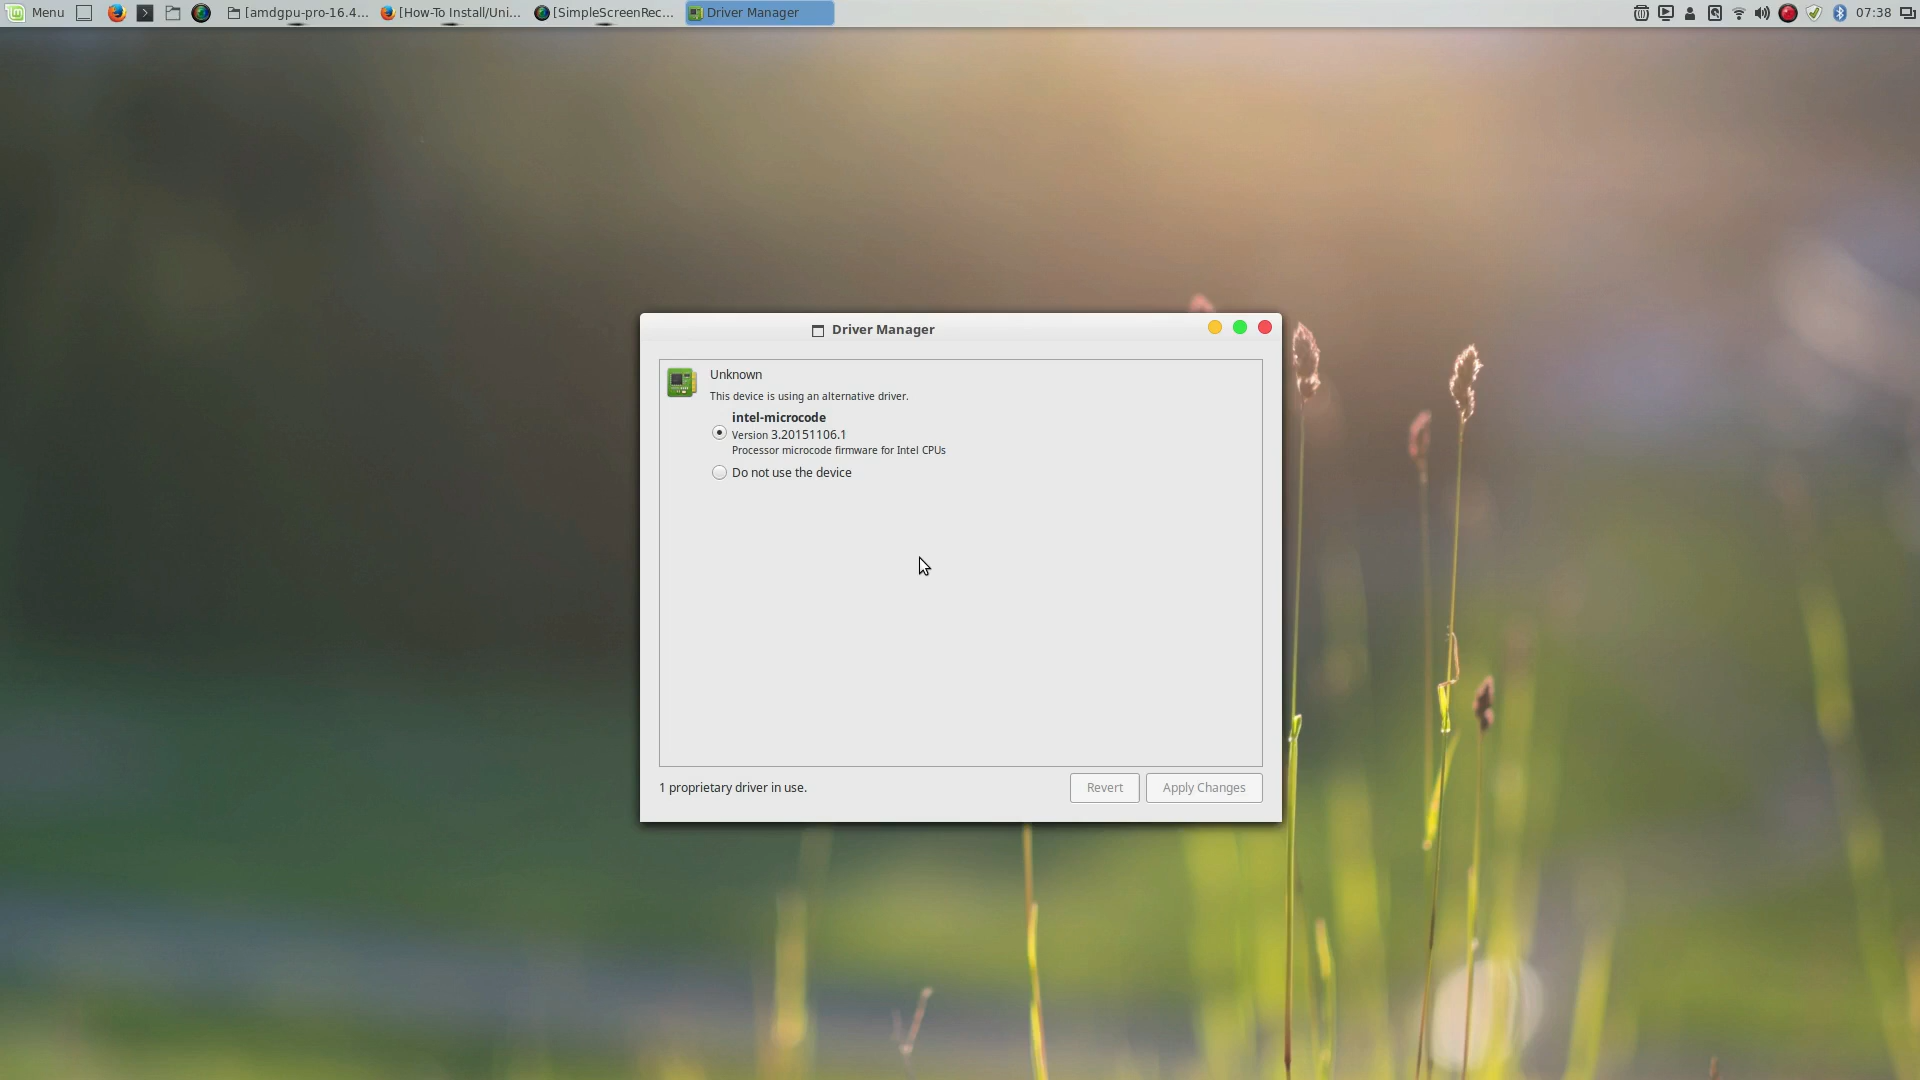 Menu
[amdgpu-pro-16.4...
[How-To Install/Uni...
[SimpleScreenRec...
Driver Manager
07:38
Driver Manager
Unknown
This device is using an alternative driver.
intel-microcode
Version 3.20151106.1
Processor microcode firmware for Intel CPUs
Do not use the device
1 proprietary driver in use.
Revert
Apply Changes